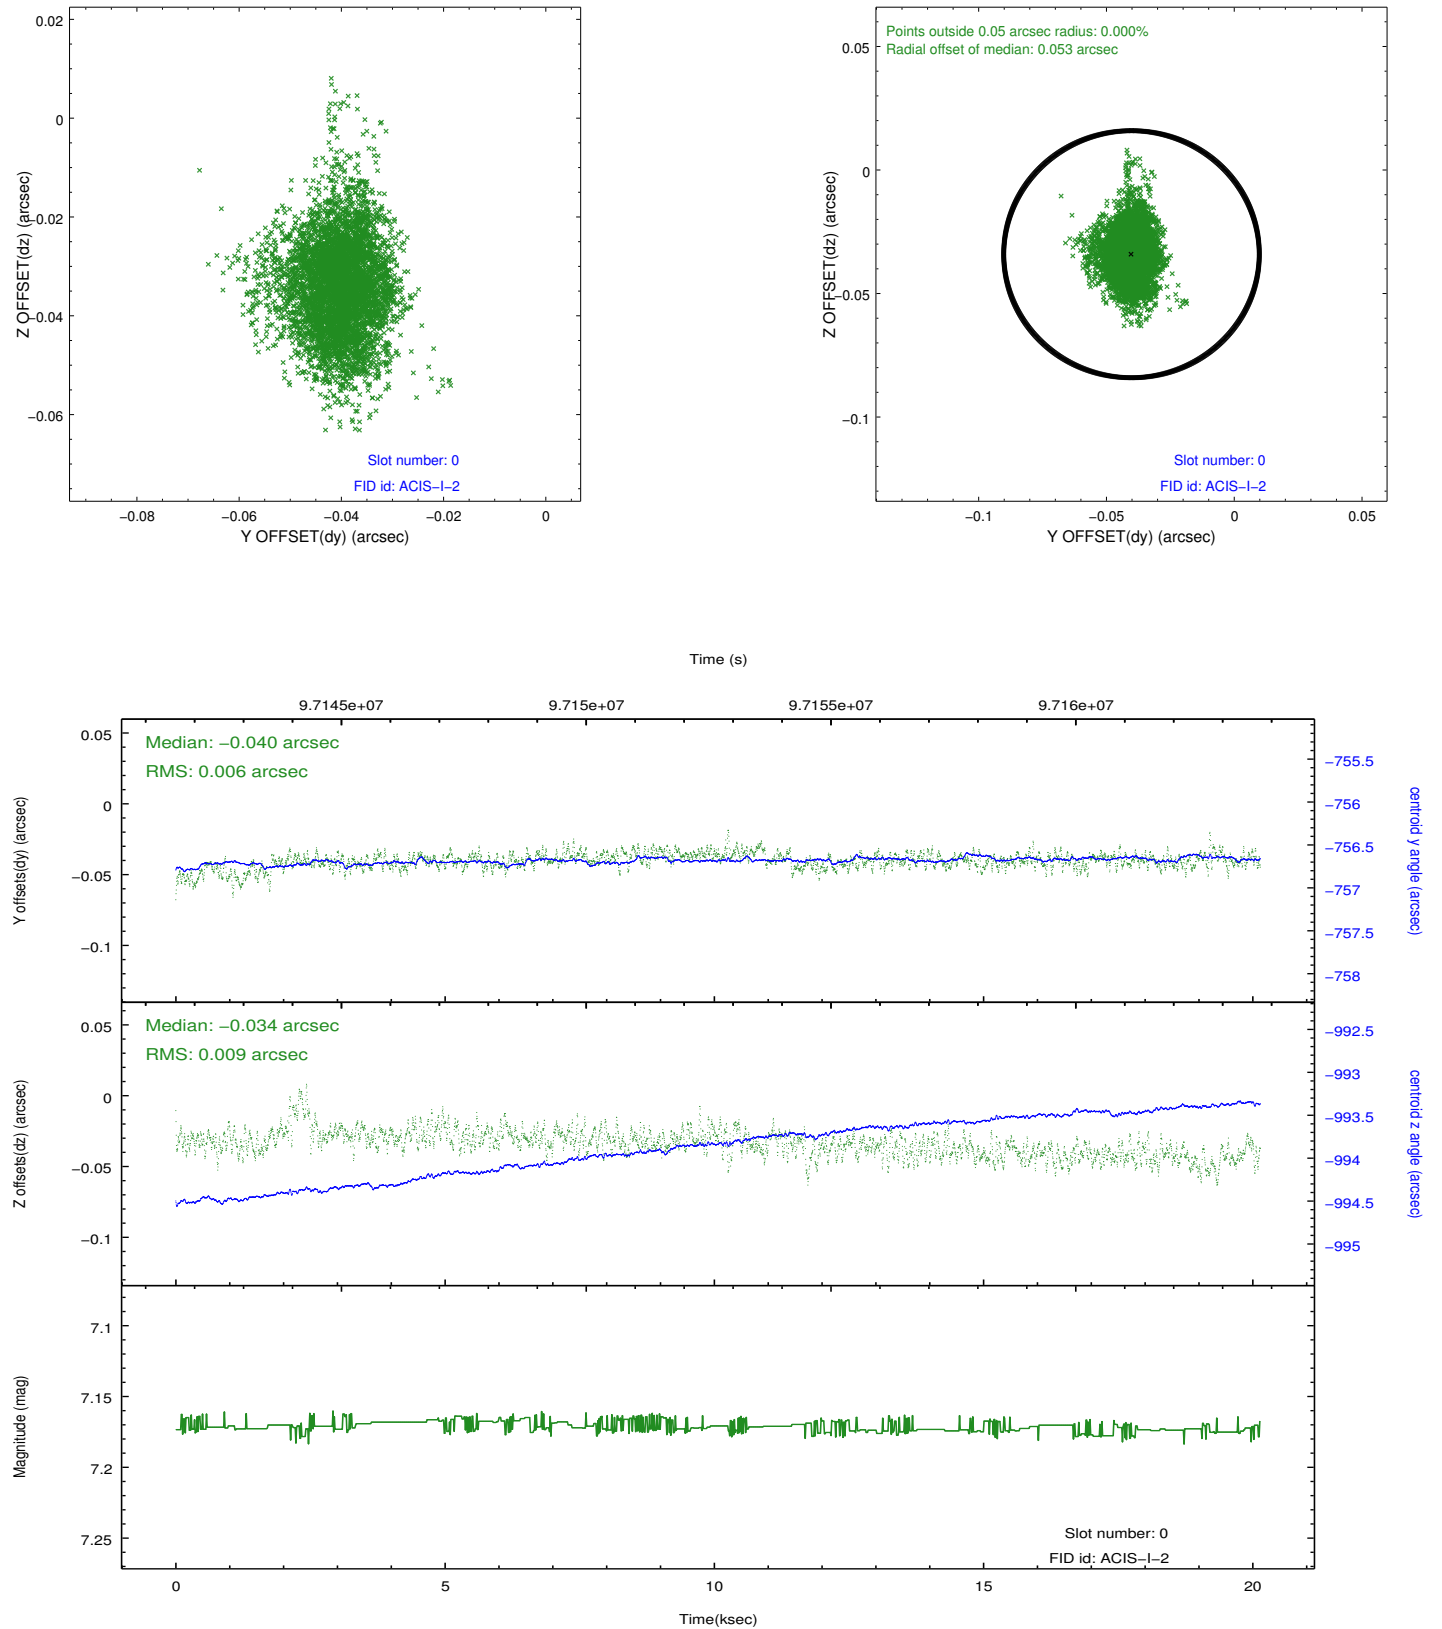 0.02
0
−0.02
−0.04
−0.06
Z OFFSET(dz) (arcsec)
Slot number: 0
FID id: ACIS−I−2
−0.08
−0.06
−0.04
−0.02
0
Y OFFSET(dy) (arcsec)
Points outside 0.05 arcsec radius: 0.000%
Radial offset of median: 0.053 arcsec
0.05
0
−0.05
−0.1
Z OFFSET(dz) (arcsec)
Slot number: 0
FID id: ACIS−I−2
−0.1
−0.05
0
0.05
Y OFFSET(dy) (arcsec)
Time (s)
9.7145e+07
9.715e+07
9.7155e+07
9.716e+07
Median: −0.040 arcsec
RMS: 0.006 arcsec
0.05
0
−0.05
−0.1
Y offsets(dy) (arcsec)
−755.5
−756
−756.5
−757
−757.5
−758
centroid y angle (arcsec)
Median: −0.034 arcsec
RMS: 0.009 arcsec
0.05
0
−0.05
−0.1
Z offsets(dz) (arcsec)
−992.5
−993
−993.5
−994
−994.5
−995
centroid z angle (arcsec)
7.1
7.15
7.2
7.25
Magnitude (mag)
Slot number: 0
FID id: ACIS−I−2
0
5
10
15
20
Time(ksec)